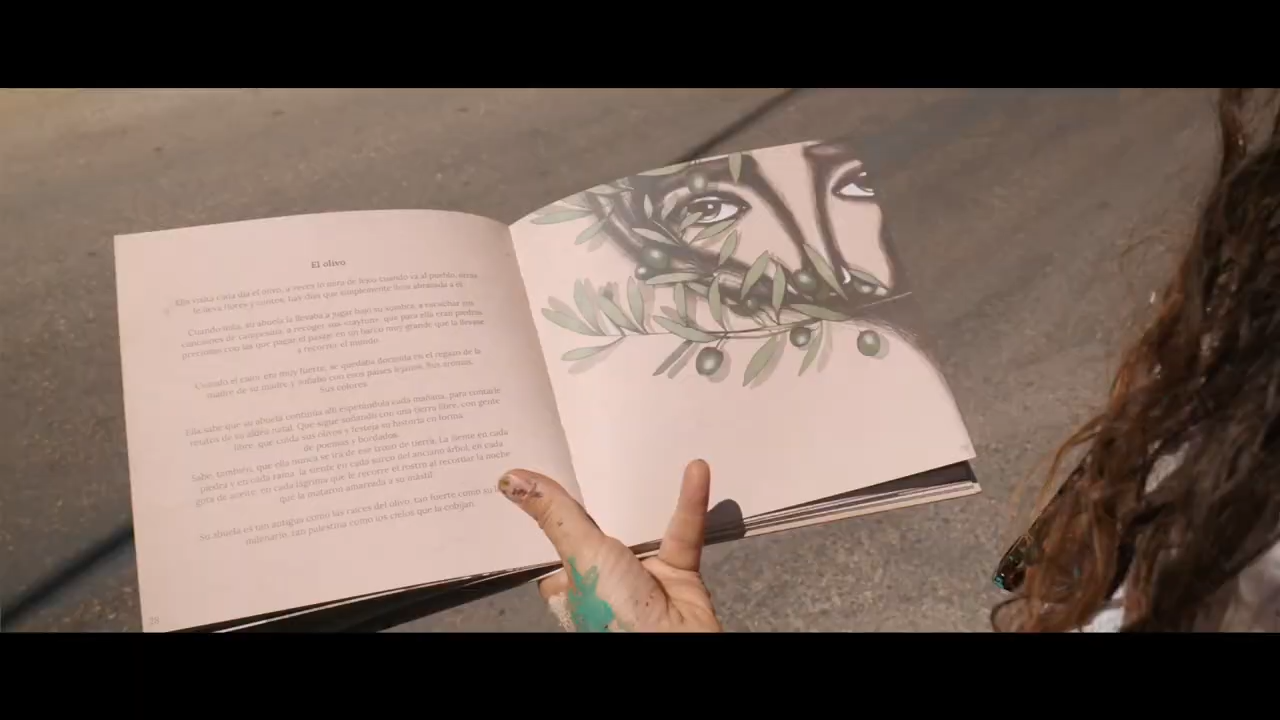 El olivo
Ella visita cada día el olivo, a veces lo mira de lejos cuando va al pueblo, otras
le lleva flores y cantos, hay días que simplemente llora abrazada a él.
Cuando niña, su abuela la llevaba a jugar bajo su sombra, a escuchar sus
canciones de campesina, a recoger sus «zaytun», que para ella eran piedras
preciosas con las que pagar el pasaje en un barco muy grande que la llevase
a recorrer el mundo.
Cuando el calor era muy fuerte, se quedaba dormida en el regazo de la
madre de su madre y soñaba con esos países lejanos. Sus aromas.
Sus colores.
Ella sabe que su abuela continúa allí esperándola cada mañana, para contarle
relatos de su aldea natal. Que sigue soñando con una tierra libre, con gente
libre, que cuida sus olivos y festeja su historia en forma
de poemas y bordados.
Sabe, también, que ella nunca se irá de ese trozo de tierra. La siente en cada
piedra y en cada rama, la siente en cada surco del anciano árbol, en cada
gota de aceite, en cada lágrima que le recorre el rostro al recordar la noche
que la mataron amarrada a su mástil.
Su abuela es tan antigua como las raíces del olivo, tan fuerte como su
milenario, tan palestina como los cielos que la cobijan.
28